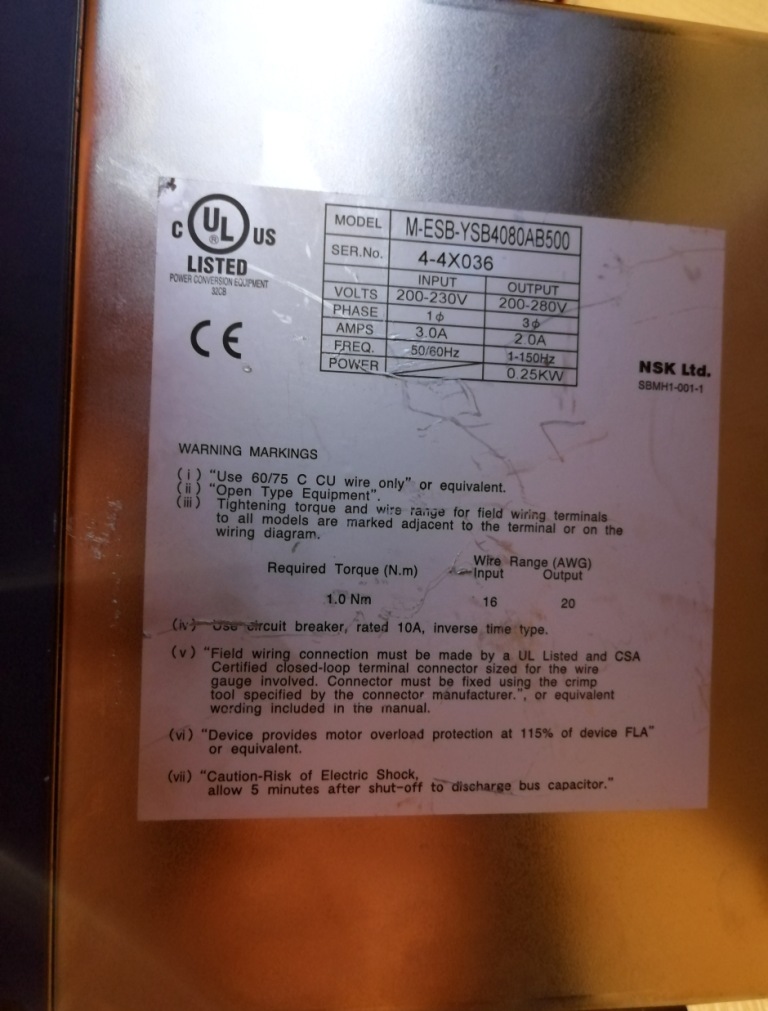 C UL US
®
LISTED
POWER CONVERSION EQUIPMENT
32CB
CE
MODEL M-ESB-YSB4080AB500
SER.No. 4-4X036
INPUT OUTPUT
VOLTS 200-230V 200-280V
PHASE 1ϕ 3ϕ
AMPS 3.0A 2.0A
FREQ. 50/60Hz 1-150Hz
POWER 0.25KW
NSK Ltd.
SBMH1-001-1
WARNING MARKINGS
(i) "Use 60/75 C CU wire only" or equivalent.
(ii) "Open Type Equipment".
(iii) Tightening torque and wire range for field wiring terminals
to all models are marked adjacent to the terminal or on the
wiring diagram.
Required Torque (N.m) Wire Range (AWG)
Input Output
1.0 Nm 16 20
(iv) Use circuit breaker, rated 10A, inverse time type.
(v) "Field wiring connection must be made by a UL Listed and CSA
Certified closed-loop terminal connector sized for the wire
gauge involved. Connector must be fixed using the crimp
tool specified by the connector manufacturer.", or equivalent
wording included in the manual.
(vi) "Device provides motor overload protection at 115% of device FLA"
or equivalent.
(vii) "Caution-Risk of Electric Shock,
allow 5 minutes after shut-off to discharge bus capacitor."